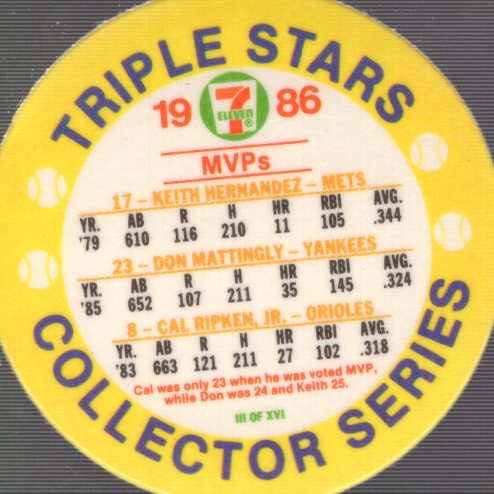 TRIPLE STARS
1986
7
ELEVEN
®
MVPs
17 – KEITH HERNANDEZ – METS
YR. AB R H HR RBI AVG.
'79 610 116 210 11 105 .344
23 – DON MATTINGLY – YANKEES
YR. AB R H HR RBI AVG.
'85 652 107 211 35 145 .324
8 – CAL RIPKEN, JR. – ORIOLES
YR. AB R H HR RBI AVG.
'83 663 121 211 27 102 .318
Cal was only 23 when he was voted MVP,
while Don was 24 and Keith 25.
III OF XVI
COLLECTOR SERIES